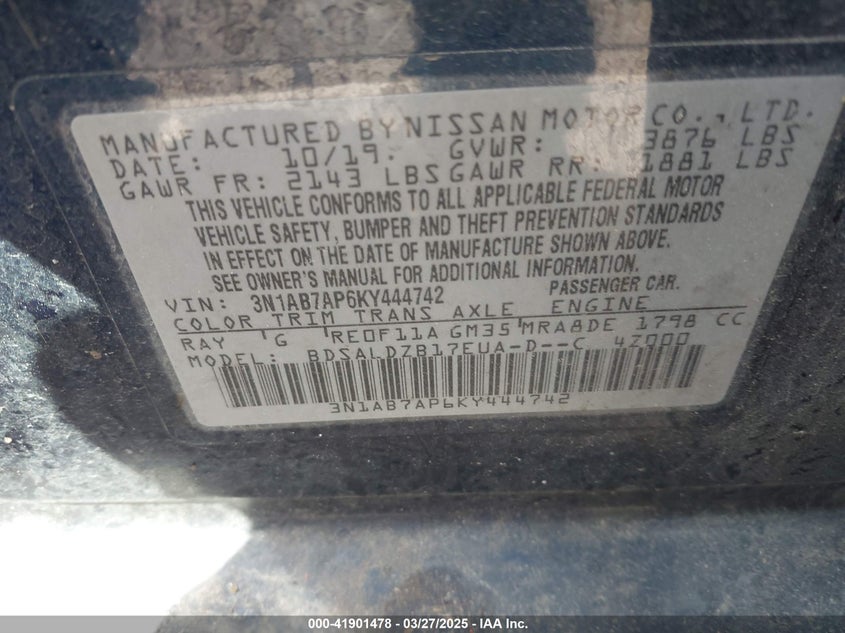 MANUFACTURED BY NISSAN MOTOR CO., LTD.
DATE: 10/19. GVWR: 3876 LBS
GAWR FR: 2143 LBS GAWR RR: 1881 LBS
THIS VEHICLE CONFORMS TO ALL APPLICABLE FEDERAL MOTOR
VEHICLE SAFETY, BUMPER AND THEFT PREVENTION STANDARDS
IN EFFECT ON THE DATE OF MANUFACTURE SHOWN ABOVE.
SEE OWNER'S MANUAL FOR ADDITIONAL INFORMATION.
VIN: 3N1AB7AP6KY444742 PASSENGER CAR.
COLOR TRIM TRANS AXLE ENGINE
RAY G RE0F11A GM35 MRA8DE 1798 CC
MODEL: BDSALDZB17EUA-D--C 4Z000
3N1AB7AP6KY444742
000-41901478 - 03/27/2025 - IAA Inc.